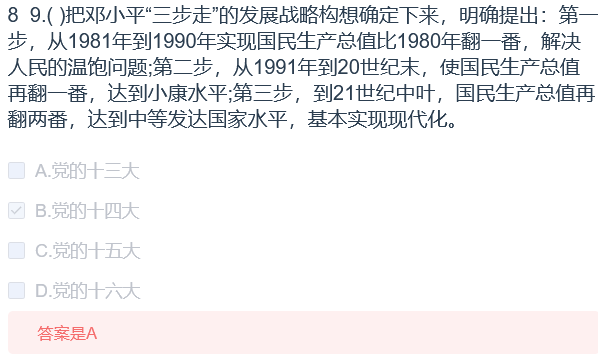 8 9.( )把邓小平“三步走”的发展战略构想确定下来，明确提出：第一
步，从1981年到1990年实现国民生产总值比1980年翻一番，解决
人民的温饱问题;第二步，从1991年到20世纪末，使国民生产总值
再翻一番，达到小康水平;第三步，到21世纪中叶，国民生产总值再
翻两番，达到中等发达国家水平，基本实现现代化。
A.党的十三大
B.党的十四大
C.党的十五大
D.党的十六大
答案是A